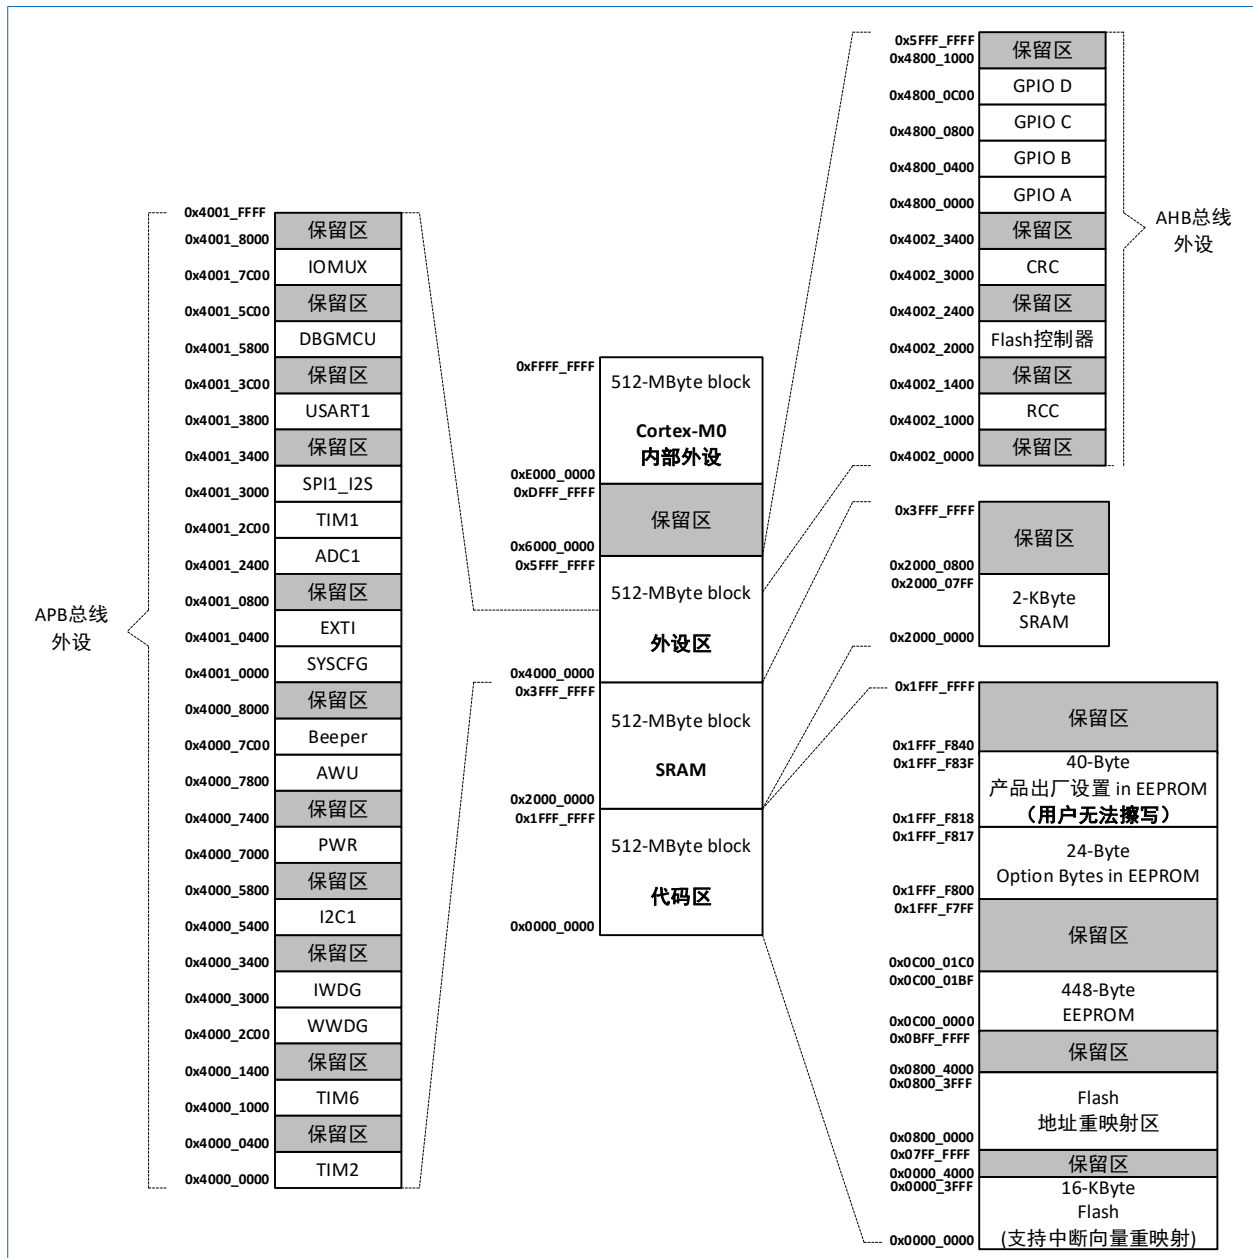 APB总线
外设
0x4001_FFFF
保留区
0x4001_8000
IOMUX
0x4001_7C00
保留区
0x4001_5C00
DBGMCU
0x4001_5800
保留区
0x4001_3C00
USART1
0x4001_3800
保留区
0x4001_3400
SPI1_I2S
0x4001_3000
TIM1
0x4001_2C00
ADC1
0x4001_2400
保留区
0x4001_0800
EXTI
0x4001_0400
SYSCFG
0x4001_0000
保留区
0x4000_8000
Beeper
0x4000_7C00
AWU
0x4000_7800
保留区
0x4000_7400
PWR
0x4000_7000
保留区
0x4000_5800
I2C1
0x4000_5400
保留区
0x4000_3400
IWDG
0x4000_3000
WWDG
0x4000_2C00
保留区
0x4000_1400
TIM6
0x4000_1000
保留区
0x4000_0400
TIM2
0x4000_0000
0xFFFF_FFFF
512-MByte block
Cortex-M0
内部外设
0xE000_0000
0xDFFF_FFFF
保留区
0x6000_0000
0x5FFF_FFFF
512-MByte block
外设区
0x4000_0000
0x3FFF_FFFF
512-MByte block
SRAM
0x2000_0000
0x1FFF_FFFF
512-MByte block
代码区
0x0000_0000
0x5FFF_FFFF
保留区
0x4800_1000
GPIO D
0x4800_0C00
GPIO C
0x4800_0800
GPIO B
0x4800_0400
GPIO A
0x4800_0000
保留区
0x4002_3400
CRC
0x4002_3000
保留区
0x4002_2400
Flash控制器
0x4002_2000
保留区
0x4002_1400
RCC
0x4002_1000
保留区
0x4002_0000
AHB总线
外设
0x3FFF_FFFF
保留区
0x2000_0800
0x2000_07FF
2-KByte
SRAM
0x2000_0000
0x1FFF_FFFF
保留区
0x1FFF_F840
0x1FFF_F83F
40-Byte
产品出厂设置 in EEPROM
（用户无法擦写）
0x1FFF_F818
0x1FFF_F817
24-Byte
Option Bytes in EEPROM
0x1FFF_F800
0x1FFF_F7FF
保留区
0x0C00_01C0
0x0C00_01BF
448-Byte
EEPROM
0x0C00_0000
0x0BFF_FFFF
保留区
0x0800_4000
0x0800_3FFF
Flash
地址重映射区
0x0800_0000
0x07FF_FFFF
保留区
0x0000_4000
0x0000_3FFF
16-KByte
Flash
(支持中断向量重映射)
0x0000_0000